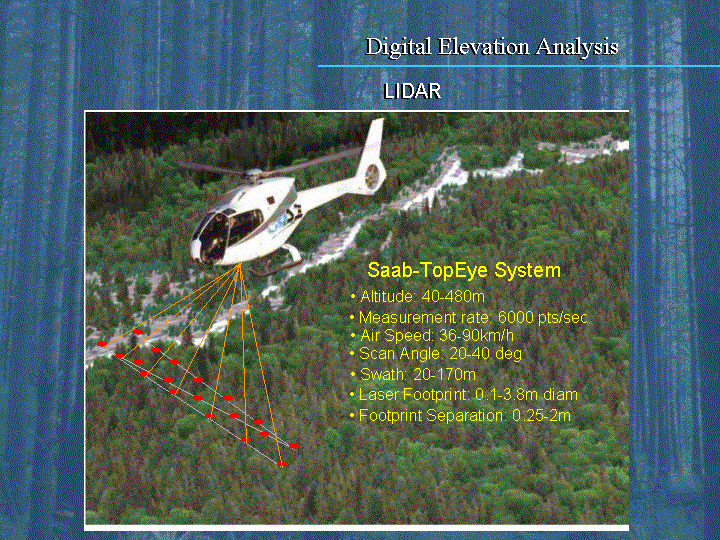 Digital Elevation Analysis
LIDAR
Saab-TopEye System
• Altitude: 40-480m
• Measurement rate: 6000 pts/sec
• Air Speed: 36-90km/h
• Scan Angle: 20-40 deg
• Swath: 20-170m
• Laser Footprint: 0.1-3.8m diam
• Footprint Separation: 0.25-2m